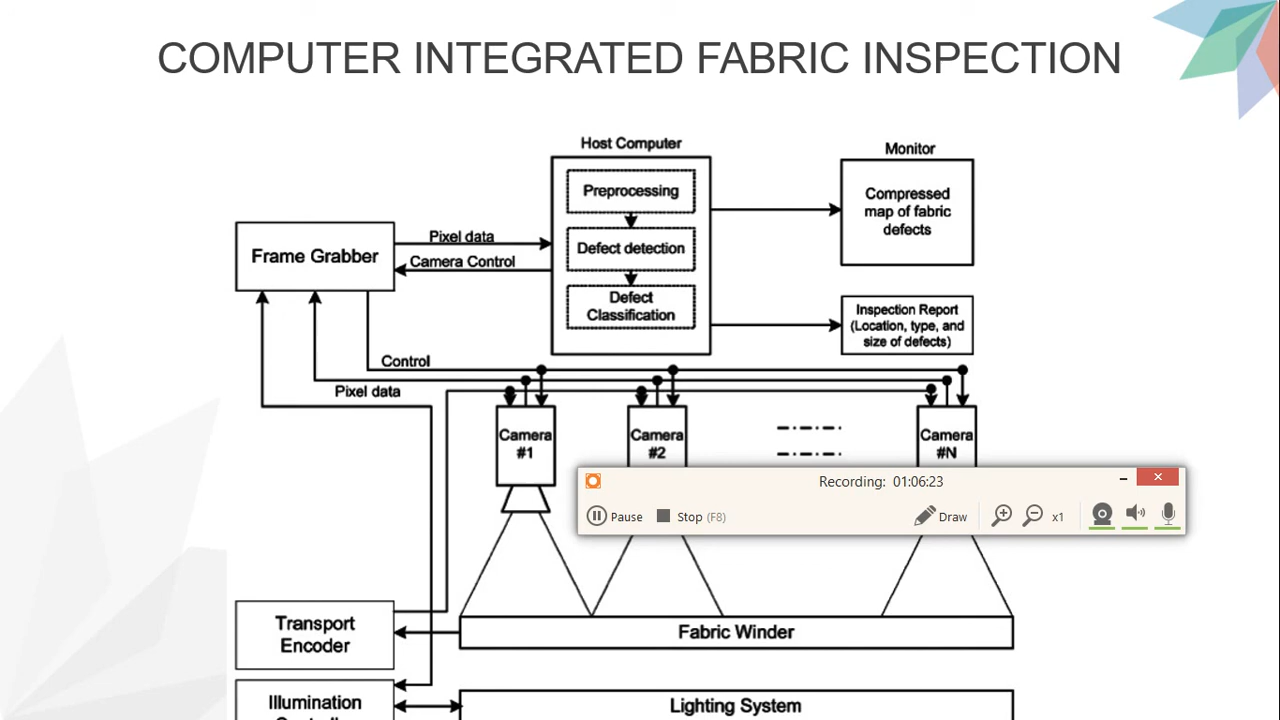 COMPUTER INTEGRATED FABRIC INSPECTION
Host Computer
Monitor
Preprocessing
Defect detection
Defect
Classification
Compressed
map of fabric
defects
Frame Grabber
Pixel data
Camera Control
Inspection Report
(Location, type, and
size of defects)
Control
Pixel data
Camera
#1
Camera
#2
Camera
#N
Recording: 01:06:23
Pause
Stop (F8)
Draw
x1
Transport
Encoder
Fabric Winder
Illumination
Lighting System